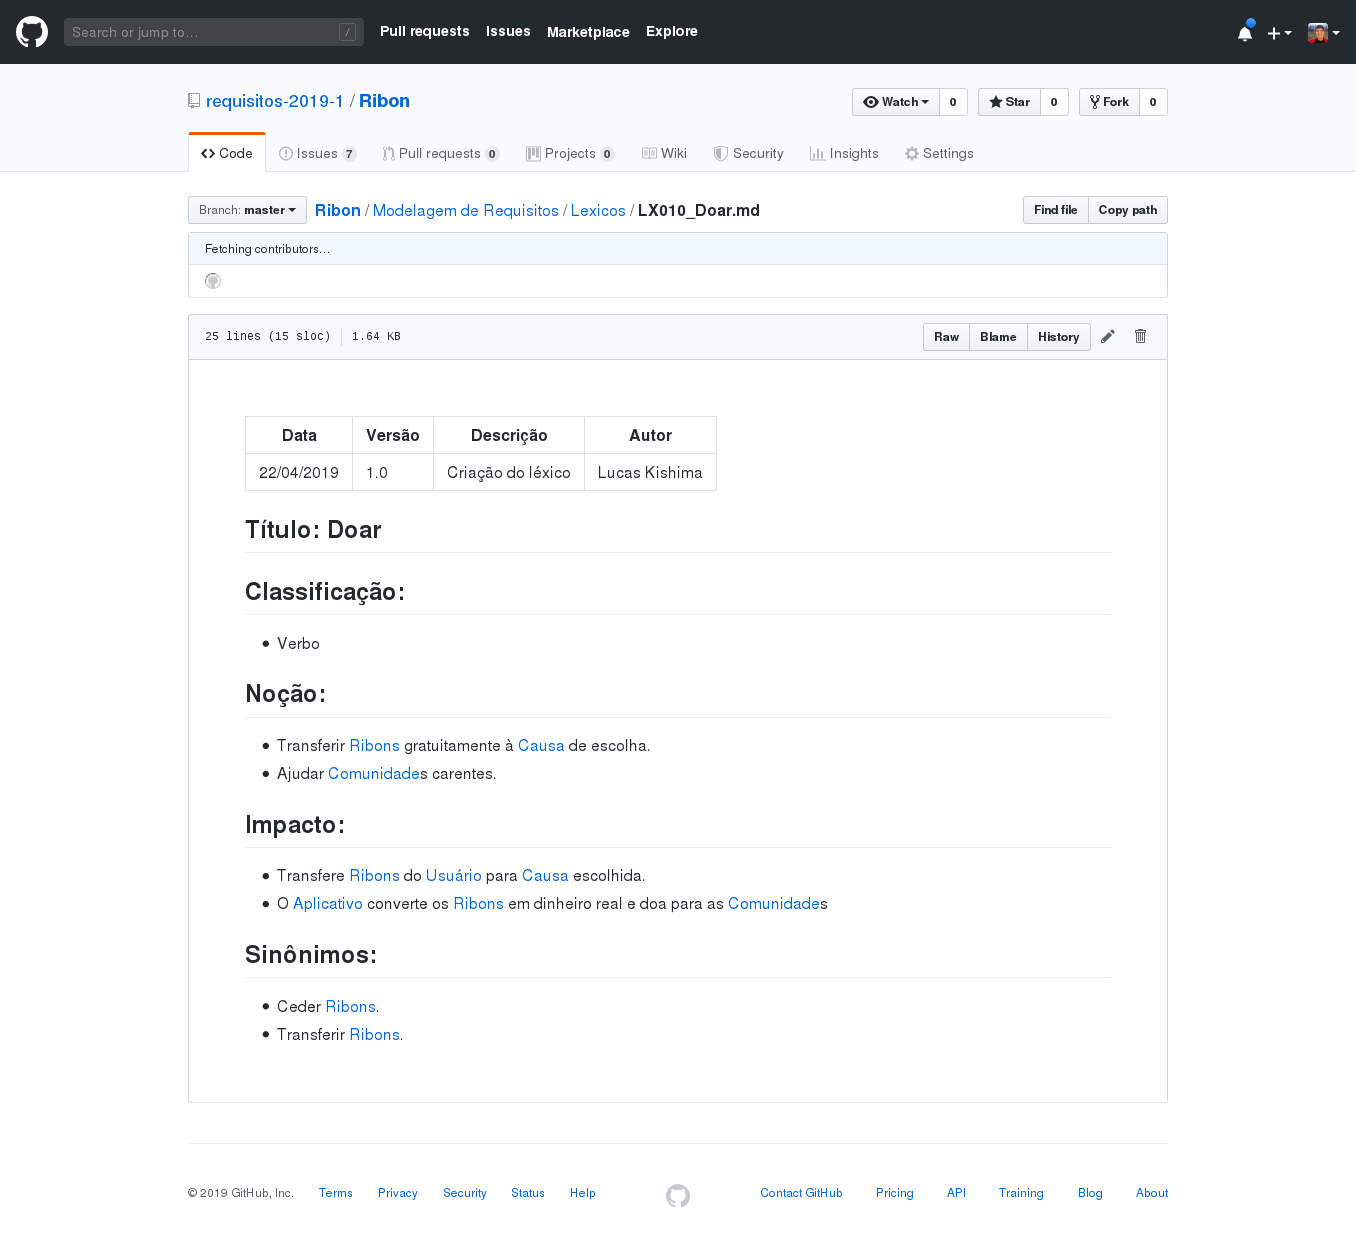 Search or jump to… /
Pull requests Issues Marketplace Explore
requisitos-2019-1 / Ribon
Watch 0 Star 0 Fork 0
Code Issues 7 Pull requests 0 Projects 0 Wiki Security Insights Settings
Branch: master Ribon / Modelagem de Requisitos / Lexicos / LX010_Doar.md Find file Copy path
Fetching contributors…
25 lines (15 sloc) 1.64 KB Raw Blame History
Data Versão Descrição Autor
22/04/2019 1.0 Criação do léxico Lucas Kishima
Título: Doar
Classificação:
Verbo
Noção:
Transferir Ribons gratuitamente à Causa de escolha.
Ajudar Comunidades carentes.
Impacto:
Transfere Ribons do Usuário para Causa escolhida.
O Aplicativo converte os Ribons em dinheiro real e doa para as Comunidades
Sinônimos:
Ceder Ribons.
Transferir Ribons.
© 2019 GitHub, Inc. Terms Privacy Security Status Help Contact GitHub Pricing API Training Blog About